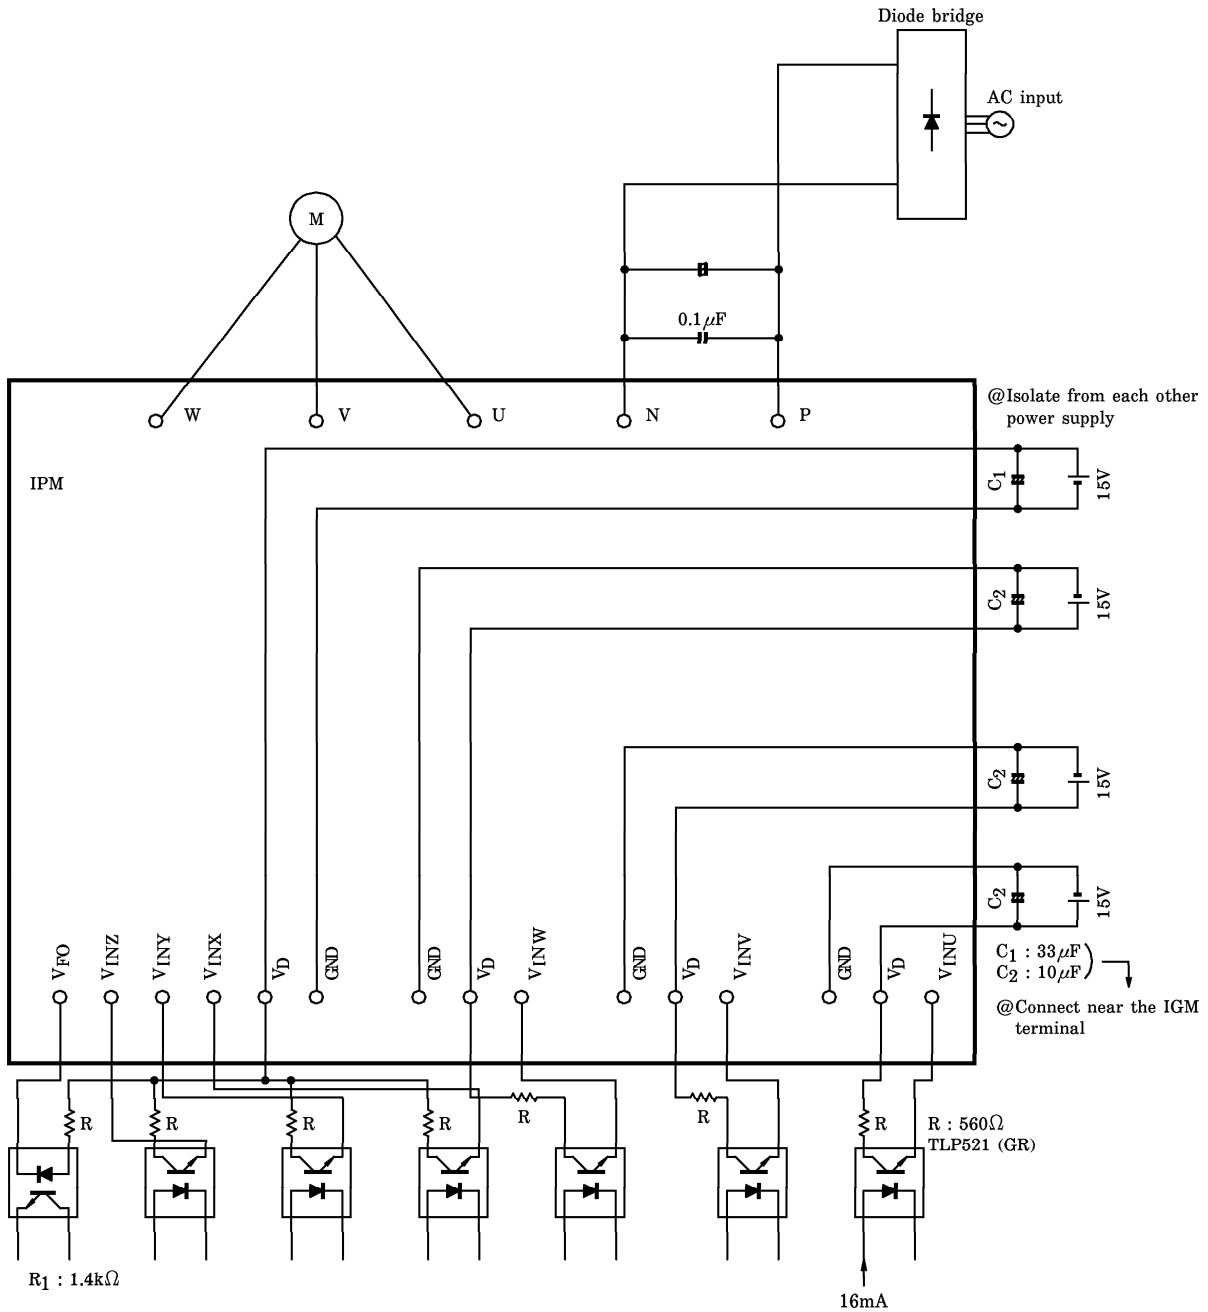 Diode bridge
AC input
M
0.1μF
W
V
U
N
P
@Isolate from each other
power supply
IPM
C1
15V
C2
15V
C2
15V
C2
15V
VFO
VINZ
VINY
VINX
VD
GND
GND
VD
VINW
GND
VD
VINV
GND
VD
VINU
C1 : 33μF
C2 : 10μF
@Connect near the IGM
terminal
R
R
R
R
R
R
R
R : 560Ω
TLP521 (GR)
R1 : 1.4kΩ
16mA